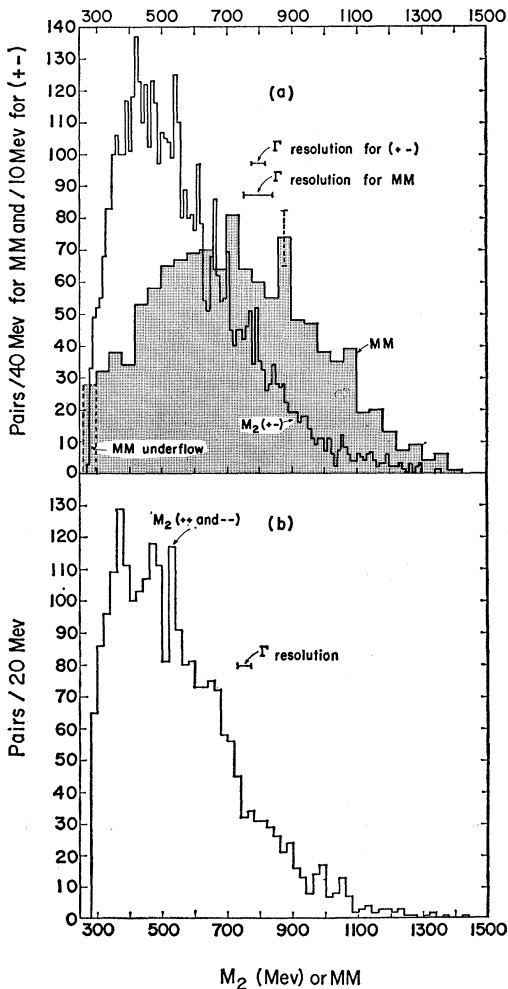 300 500 700 900 1100 1300 1500
140
130
120
110
100
90
80
70
60
50
40
30
20
10
0
Pairs /40 Mev for MM and /10 Mev for (+-)
(a)
Γ resolution for (+-)
Γ resolution for MM
MM
M2 (+-)
MM underflow
130
120
110
100
90
80
70
60
50
40
30
20
10
0
Pairs / 20 Mev
M2 (++ and --)
(b)
Γ resolution
300 500 700 900 1100 1300 1500
M2 (Mev) or MM